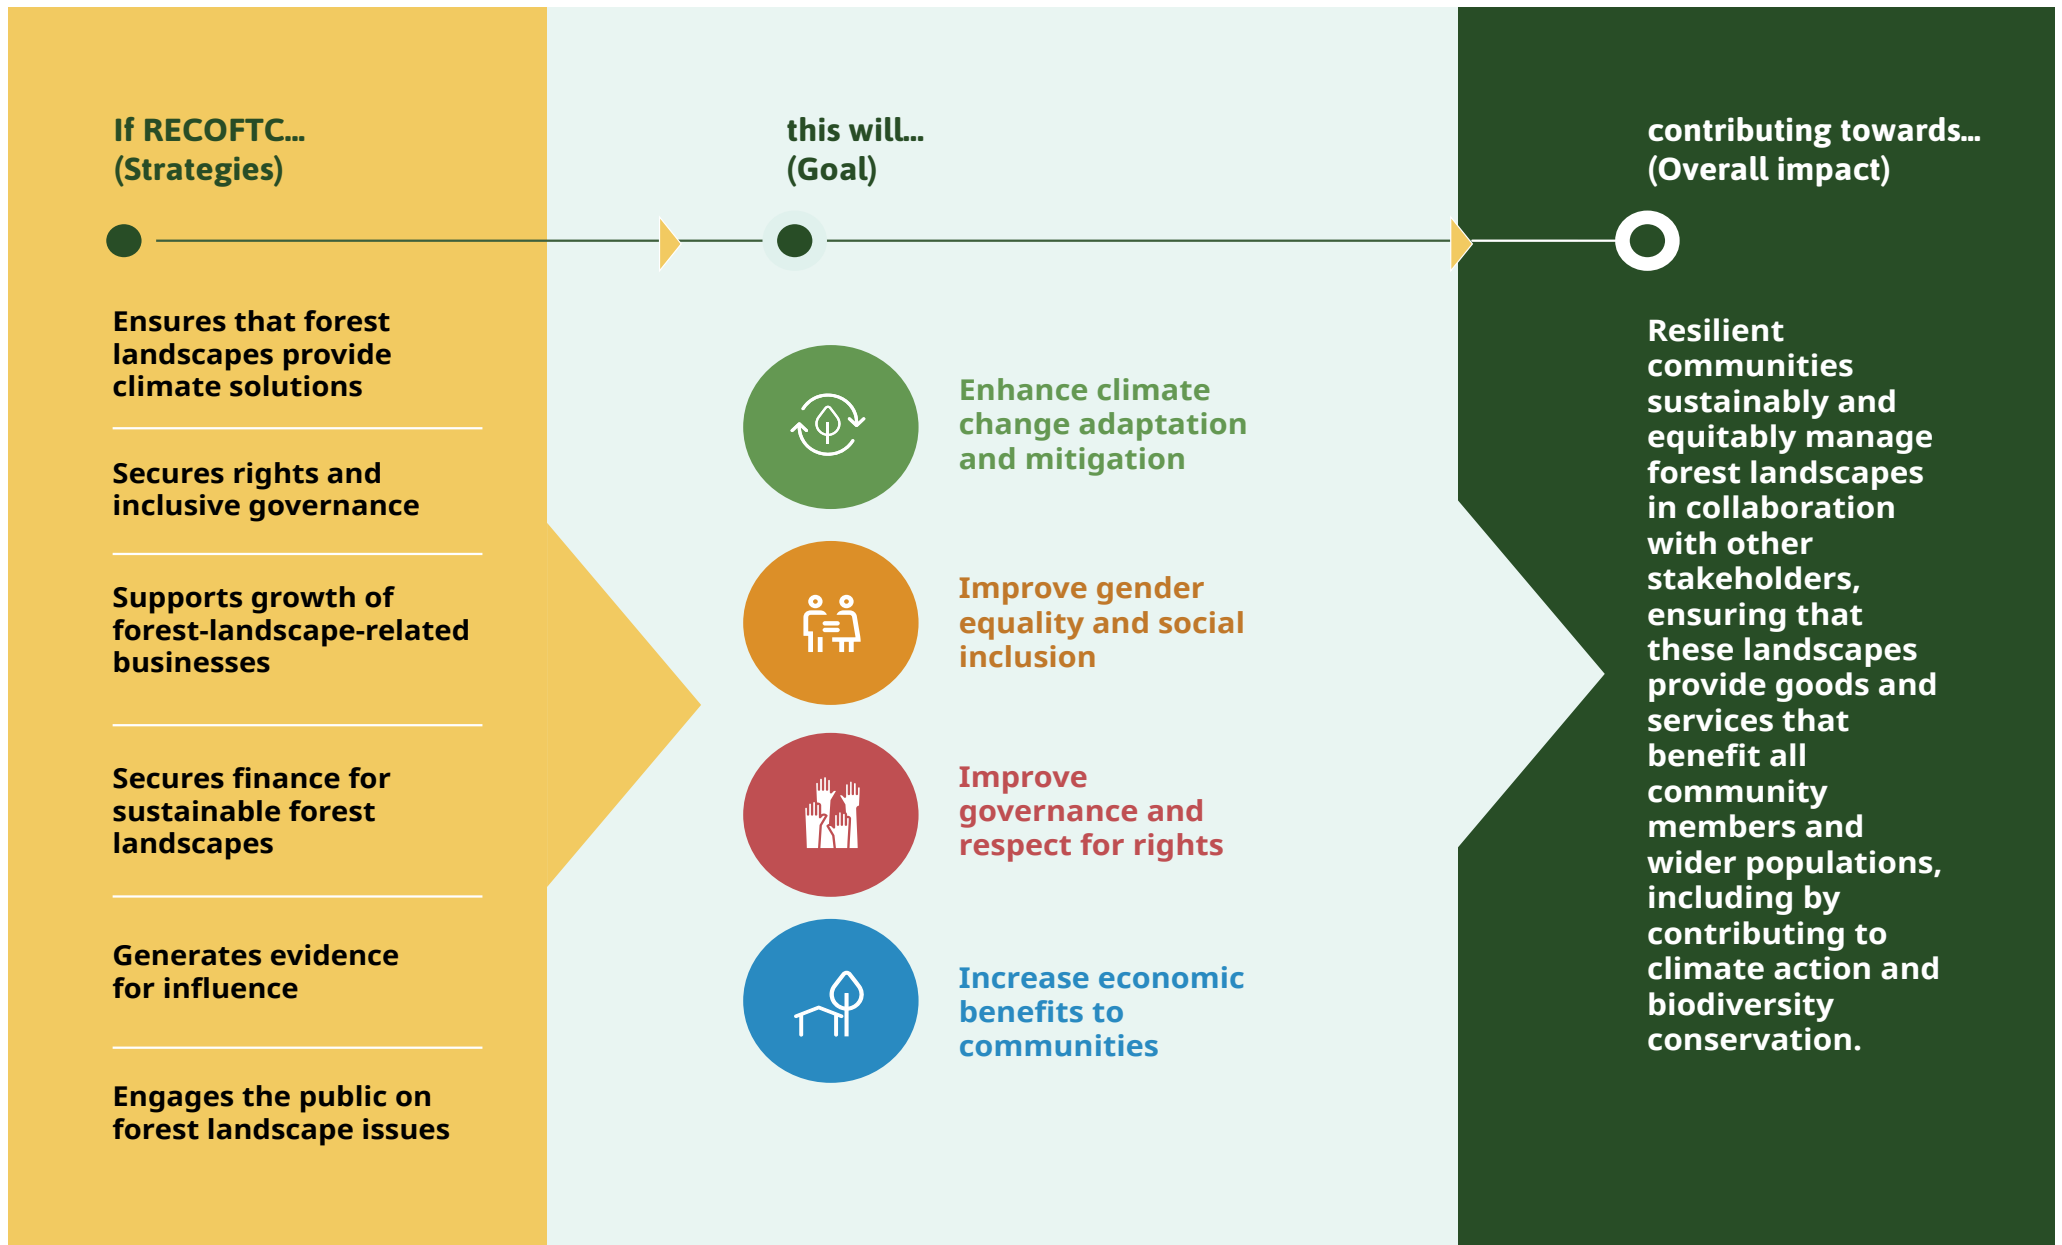 If RECOFTC...
(Strategies)
Ensures that forest
landscapes provide
climate solutions
Secures rights and
inclusive governance
Supports growth of
forest-landscape-related
businesses
Secures finance for
sustainable forest
landscapes
Generates evidence
for influence
Engages the public on
forest landscape issues
this will...
(Goal)
Enhance climate
change adaptation
and mitigation
Improve gender
equality and social
inclusion
Improve
governance and
respect for rights
Increase economic
benefits to
communities
contributing towards...
(Overall impact)
Resilient
communities
sustainably and
equitably manage
forest landscapes
in collaboration
with other
stakeholders,
ensuring that
these landscapes
provide goods and
services that
benefit all
community
members and
wider populations,
including by
contributing to
climate action and
biodiversity
conservation.